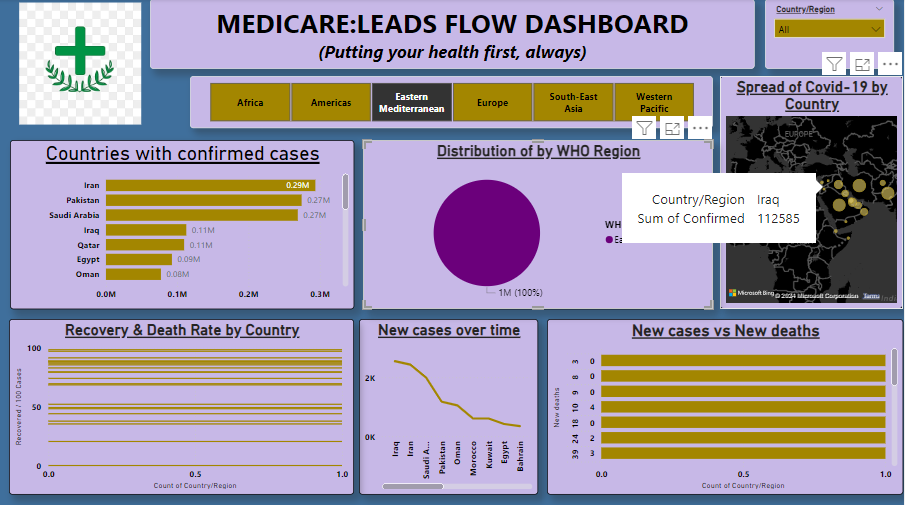 MEDICARE:LEADS FLOW DASHBOARD
(Putting your health first, always)
Country/Region
All
Africa
Americas
Eastern
Mediterranean
Europe
South-East
Asia
Western
Pacific
Countries with confirmed cases
Iran 0.29M
Pakistan 0.27M
Saudi Arabia 0.27M
Iraq 0.11M
Qatar 0.11M
Egypt 0.09M
Oman 0.08M
0.0M 0.1M 0.2M 0.3M
Distribution of by WHO Region
WH
Ea
1M (100%)
Spread of Covid-19 by
Country
EUROPE
Country/Region Iraq
Sum of Confirmed 112585
Microsoft Bing
© 2024 Microsoft Corporation Terms
Recovery & Death Rate by Country
Recovered / 100 Cases
100
50
0
0.0 0.5 1.0
Count of Country/Region
New cases over time
2K
0K
Iraq
Iran
Saudi A...
Pakistan
Oman
Morocco
Kuwait
Egypt
Bahrain
New cases vs New deaths
New deaths
3 0
8 0
9 0
10 4
18 0
24 2
39 3
0.0 0.5 1.0
Count of Country/Region